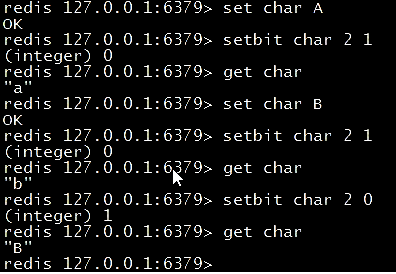 redis 127.0.0.1:6379> set char A
OK
redis 127.0.0.1:6379> setbit char 2 1
(integer) 0
redis 127.0.0.1:6379> get char
"a"
redis 127.0.0.1:6379> set char B
OK
redis 127.0.0.1:6379> setbit char 2 1
(integer) 0
redis 127.0.0.1:6379> get char
"b"
redis 127.0.0.1:6379> setbit char 2 0
(integer) 1
redis 127.0.0.1:6379> get char
"B"
redis 127.0.0.1:6379>